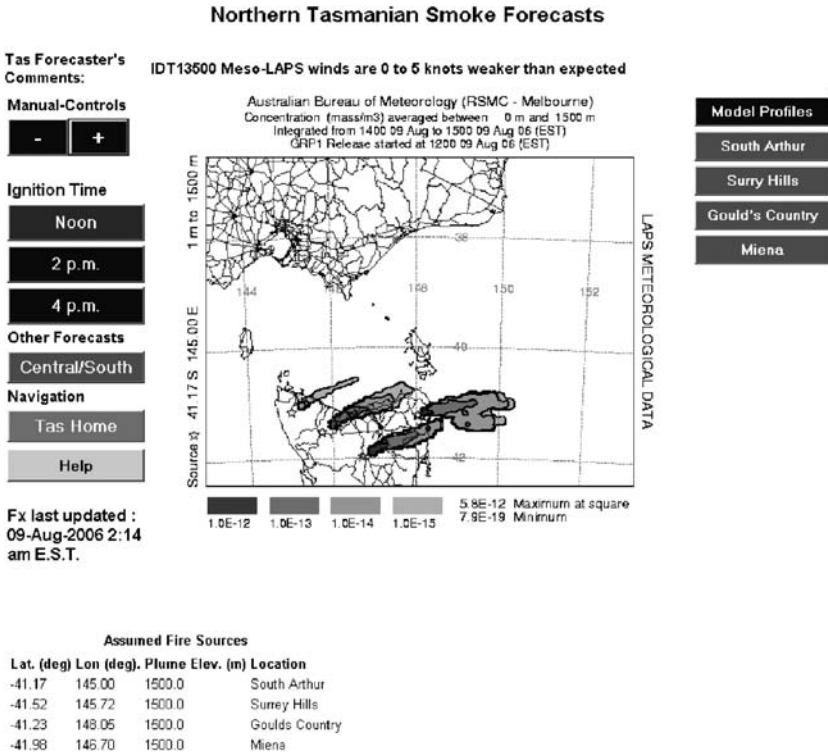 Northern Tasmanian Smoke Forecasts
Tas Forecaster's
Comments:
IDT13500 Meso-LAPS winds are 0 to 5 knots weaker than expected
Manual-Controls
- +
Ignition Time
Noon
2 p.m.
4 p.m.
Other Forecasts
Central/South
Navigation
Tas Home
Help
Fx last updated :
09-Aug-2006 2:14
am E.S.T.
Australian Bureau of Meteorology (RSMC - Melbourne)
Concentration (mass/m3) averaged between 0 m and 1500 m
Integrated from 1400 09 Aug to 1500 09 Aug 06 (EST)
GRP1 Release started at 1200 09 Aug 06 (EST)
Source 41.17 S 145.00 E 1 m to 1500 m
LAPS METEOROLOGICAL DATA
38
144 146 148 150 152
40
42
1.0E-12 1.0E-13 1.0E-14 1.0E-15
5.8E-12 Maximum at square
7.9E-19 Minimum
Model Profiles
South Arthur
Surry Hills
Gould's Country
Miena
Assumed Fire Sources
Lat. (deg) Lon (deg). Plume Elev. (m) Location
-41.17 145.00 1500.0 South Arthur
-41.52 145.72 1500.0 Surrey Hills
-41.23 148.05 1500.0 Goulds Country
-41.98 146.70 1500.0 Miena